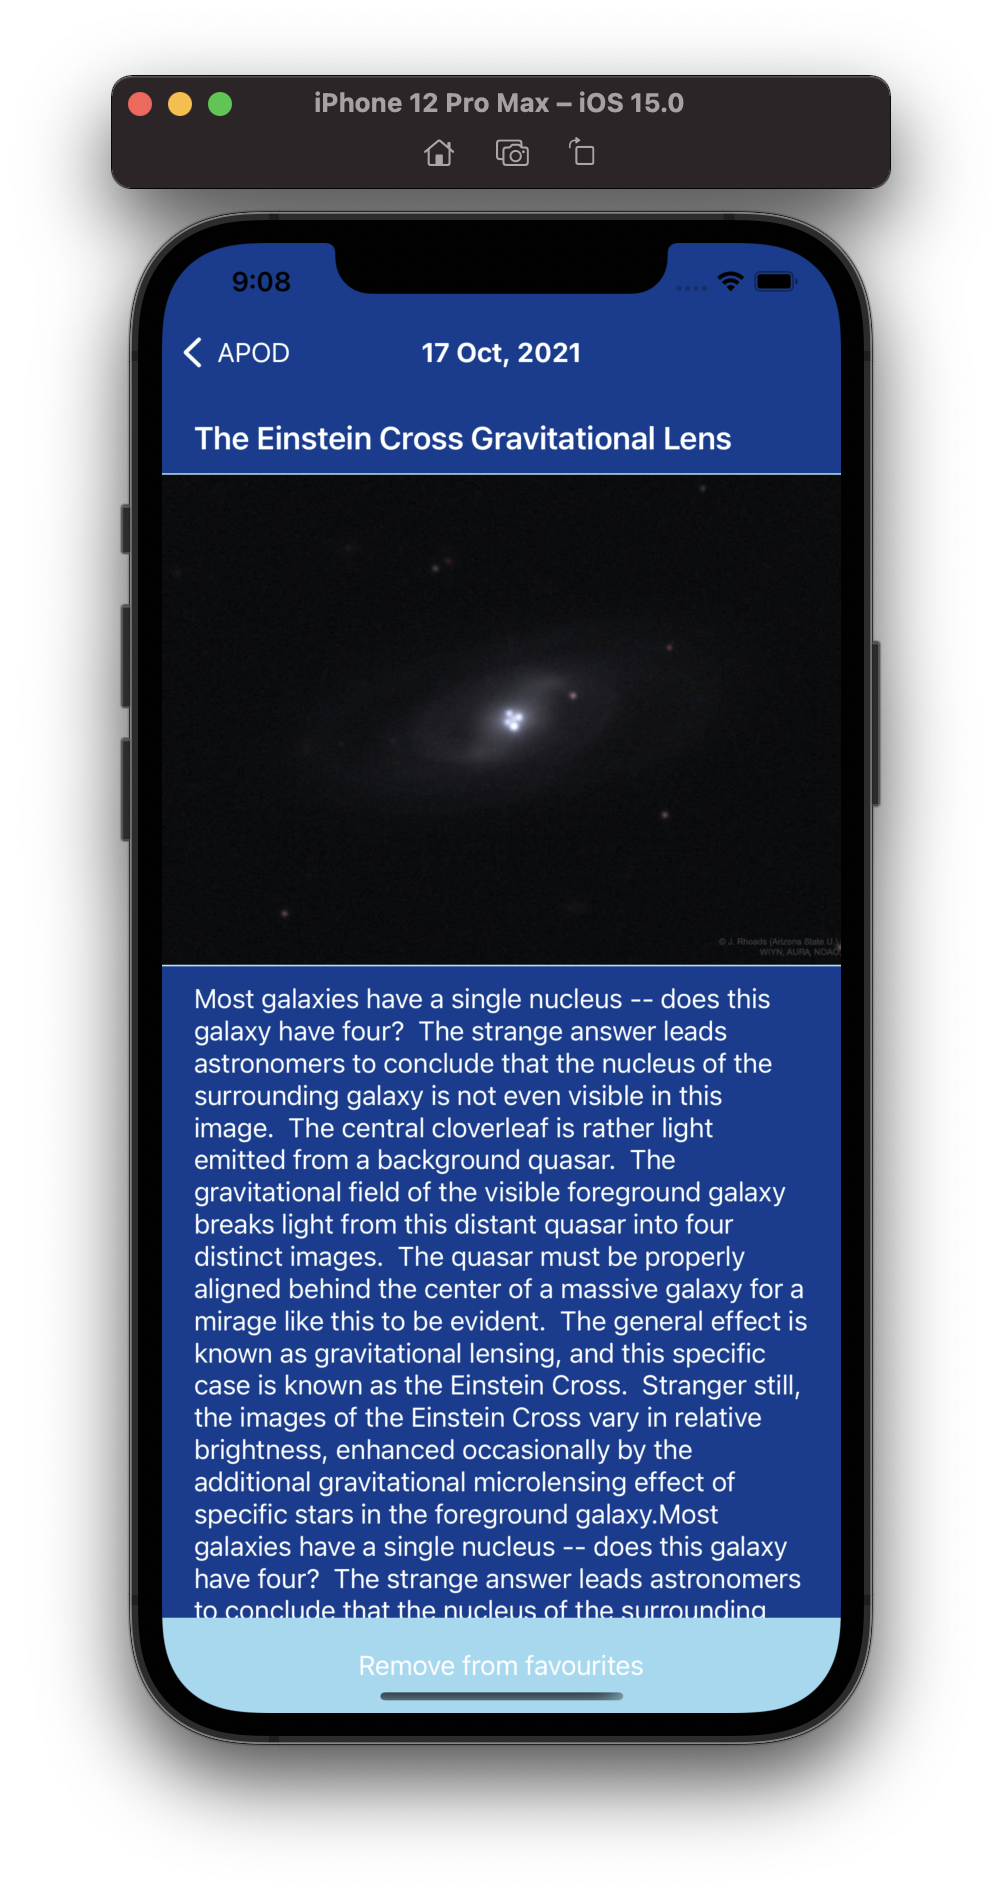 iPhone 12 Pro Max – iOS 15.0
9:08
APOD
17 Oct, 2021
The Einstein Cross Gravitational Lens
© J. Rhoads (Arizona State U.)
WIYN, AURA, NOAO
Most galaxies have a single nucleus -- does this
galaxy have four?  The strange answer leads
astronomers to conclude that the nucleus of the
surrounding galaxy is not even visible in this
image.  The central cloverleaf is rather light
emitted from a background quasar.  The
gravitational field of the visible foreground galaxy
breaks light from this distant quasar into four
distinct images.  The quasar must be properly
aligned behind the center of a massive galaxy for a
mirage like this to be evident.  The general effect is
known as gravitational lensing, and this specific
case is known as the Einstein Cross.  Stranger still,
the images of the Einstein Cross vary in relative
brightness, enhanced occasionally by the
additional gravitational microlensing effect of
specific stars in the foreground galaxy.Most
galaxies have a single nucleus -- does this galaxy
have four?  The strange answer leads astronomers
to conclude that the nucleus of the surrounding
Remove from favourites